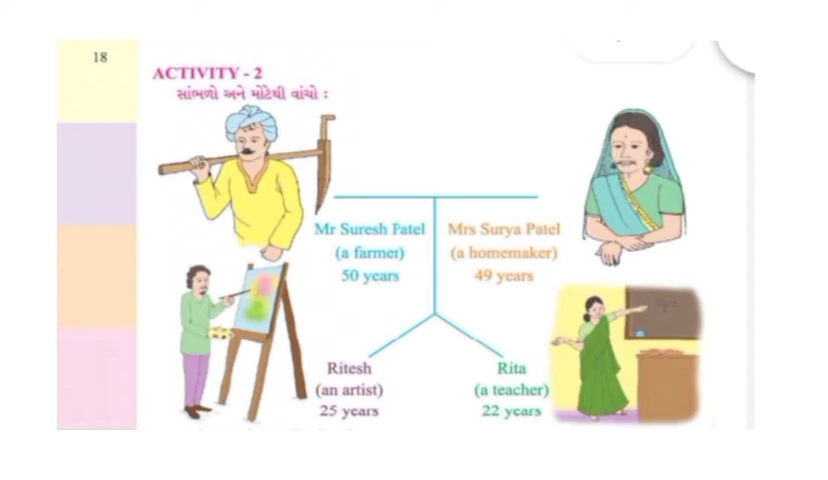 18
ACTIVITY - 2
સાંભળો અને મોટેથી વાંચો :
Mr Suresh Patel
(a farmer)
50 years
Mrs Surya Patel
(a homemaker)
49 years
Ritesh
(an artist)
25 years
Rita
(a teacher)
22 years